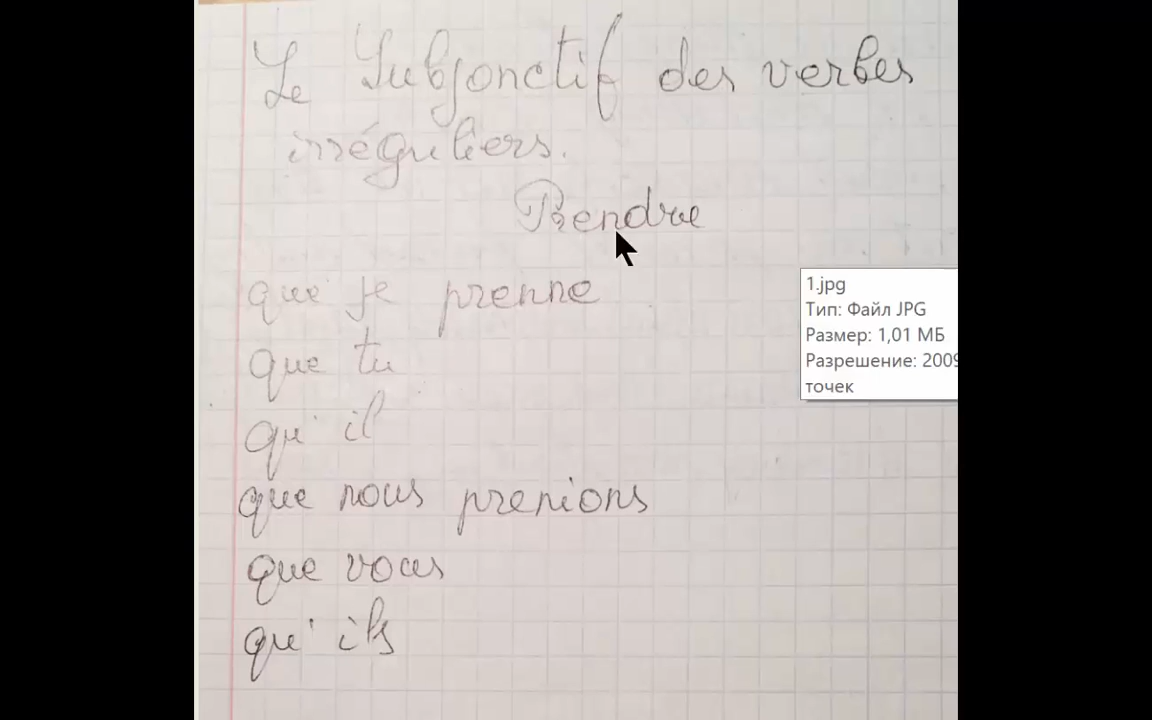 Le Subjonctif des verbes
irréguliers.
Prendre
que je prenne
que tu
qu'il
que nous prenions
que vous
qu'ils
1.jpg
Тип: Файл JPG
Размер: 1,01 МБ
Разрешение: 2009
точек